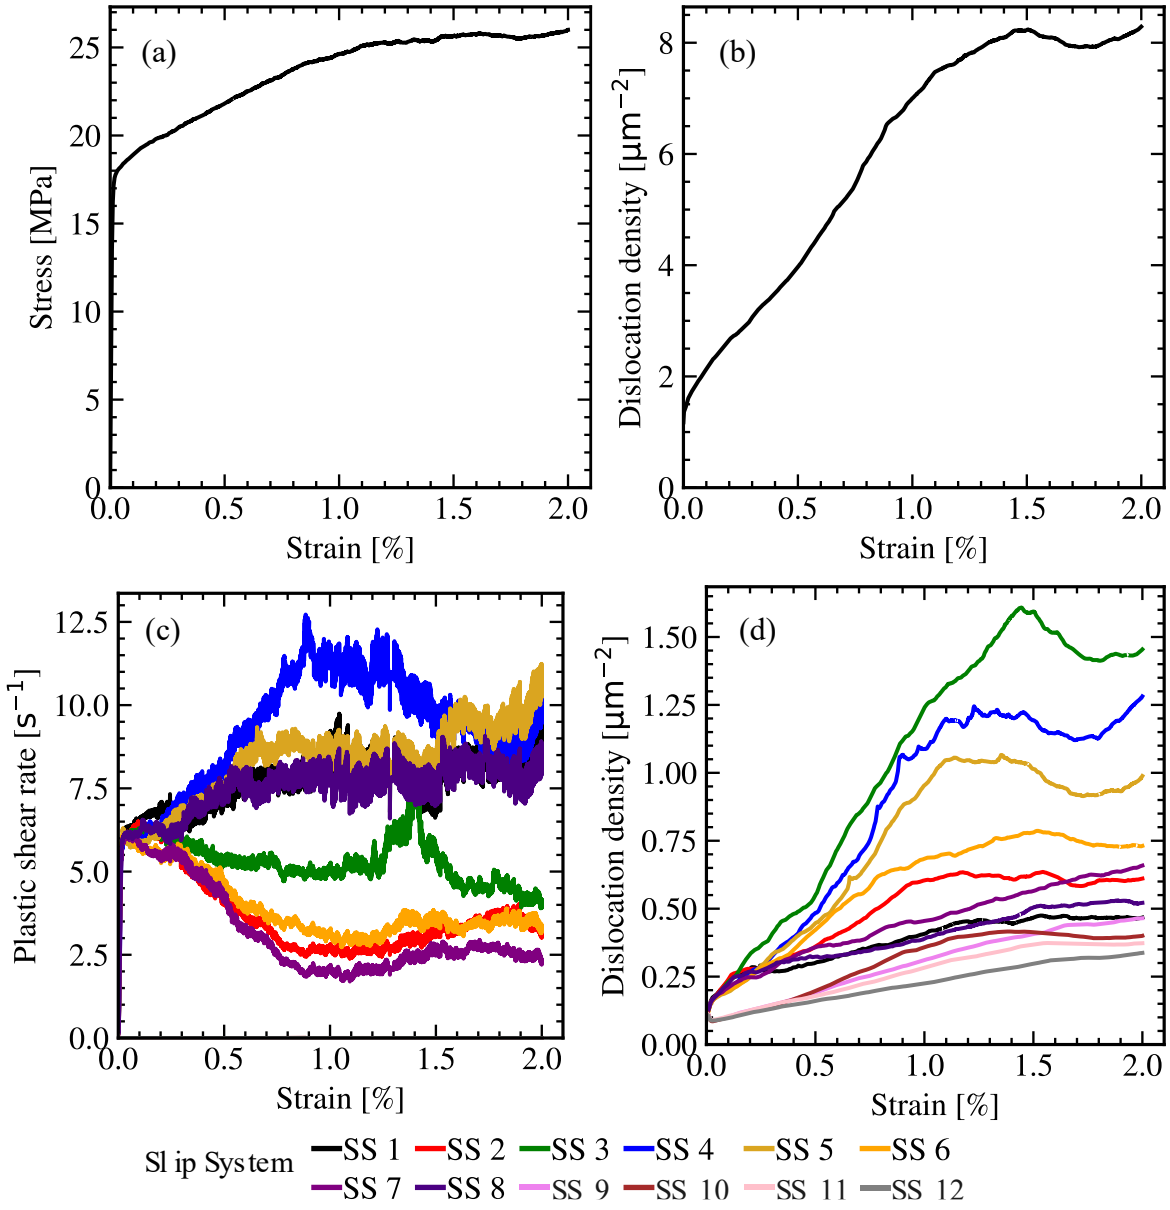 (a)
25
20
15
10
5
0
0.0 0.5 1.0 1.5 2.0
Stress [MPa]
Strain [%]
(b)
8
6
4
2
0
0.0 0.5 1.0 1.5 2.0
Dislocation density [μm⁻²]
Strain [%]
(c)
12.5
10.0
7.5
5.0
2.5
0.0
0.0 0.5 1.0 1.5 2.0
Plastic shear rate [s⁻¹]
Strain [%]
(d)
1.50
1.25
1.00
0.75
0.50
0.25
0.00
0.0 0.5 1.0 1.5 2.0
Dislocation density [μm⁻²]
Strain [%]
Slip System
SS 1 SS 2 SS 3 SS 4 SS 5 SS 6
SS 7 SS 8 SS 9 SS 10 SS 11 SS 12